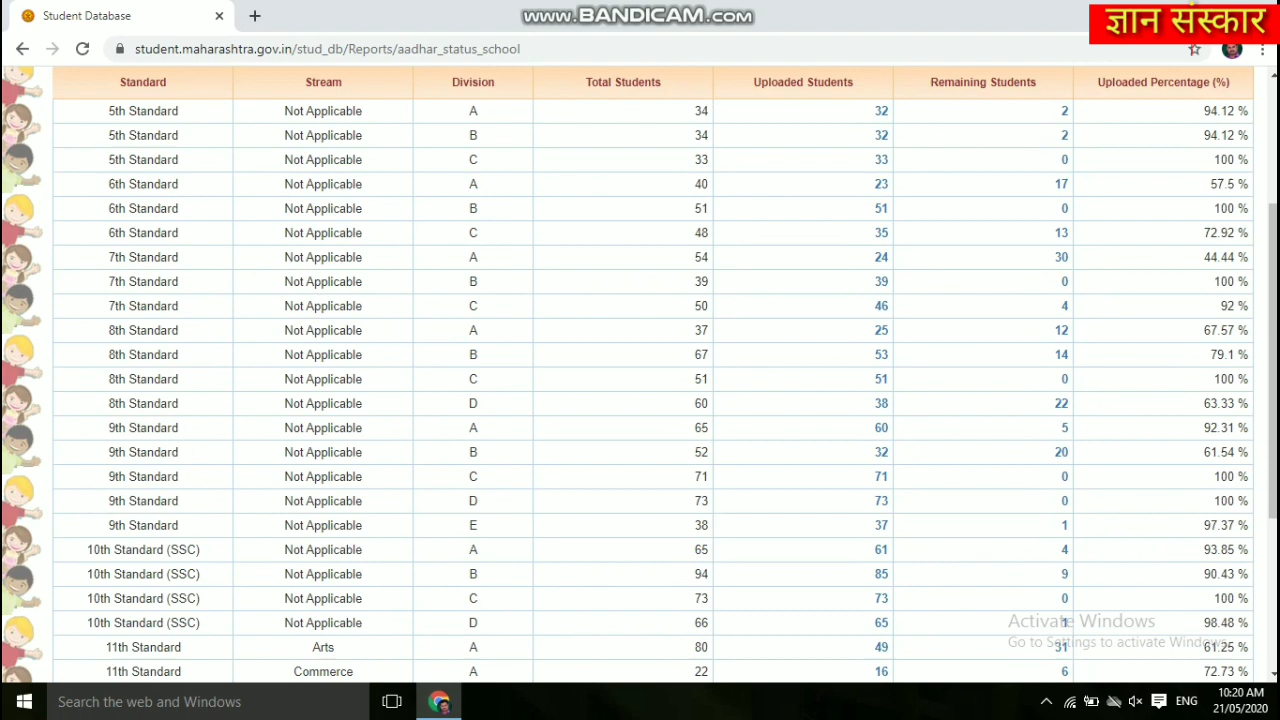 Student Database
www.BANDICAM.com
ज्ञान संस्कार
student.maharashtra.gov.in/stud_db/Reports/aadhar_status_school
Standard Stream Division Total Students Uploaded Students Remaining Students Uploaded Percentage (%)
5th Standard Not Applicable A 34 32 2 94.12 %
5th Standard Not Applicable B 34 32 2 94.12 %
5th Standard Not Applicable C 33 33 0 100 %
6th Standard Not Applicable A 40 23 17 57.5 %
6th Standard Not Applicable B 51 51 0 100 %
6th Standard Not Applicable C 48 35 13 72.92 %
7th Standard Not Applicable A 54 24 30 44.44 %
7th Standard Not Applicable B 39 39 0 100 %
7th Standard Not Applicable C 50 46 4 92 %
8th Standard Not Applicable A 37 25 12 67.57 %
8th Standard Not Applicable B 67 53 14 79.1 %
8th Standard Not Applicable C 51 51 0 100 %
8th Standard Not Applicable D 60 38 22 63.33 %
9th Standard Not Applicable A 65 60 5 92.31 %
9th Standard Not Applicable B 52 32 20 61.54 %
9th Standard Not Applicable C 71 71 0 100 %
9th Standard Not Applicable D 73 73 0 100 %
9th Standard Not Applicable E 38 37 1 97.37 %
10th Standard (SSC) Not Applicable A 65 61 4 93.85 %
10th Standard (SSC) Not Applicable B 94 85 9 90.43 %
10th Standard (SSC) Not Applicable C 73 73 0 100 %
10th Standard (SSC) Not Applicable D 66 65 1 98.48 %
11th Standard Arts A 80 49 31 61.25 %
11th Standard Commerce A 22 16 6 72.73 %
Activate Windows
Go to Settings to activate Windows.
Search the web and Windows
ENG
10:20 AM
21/05/2020